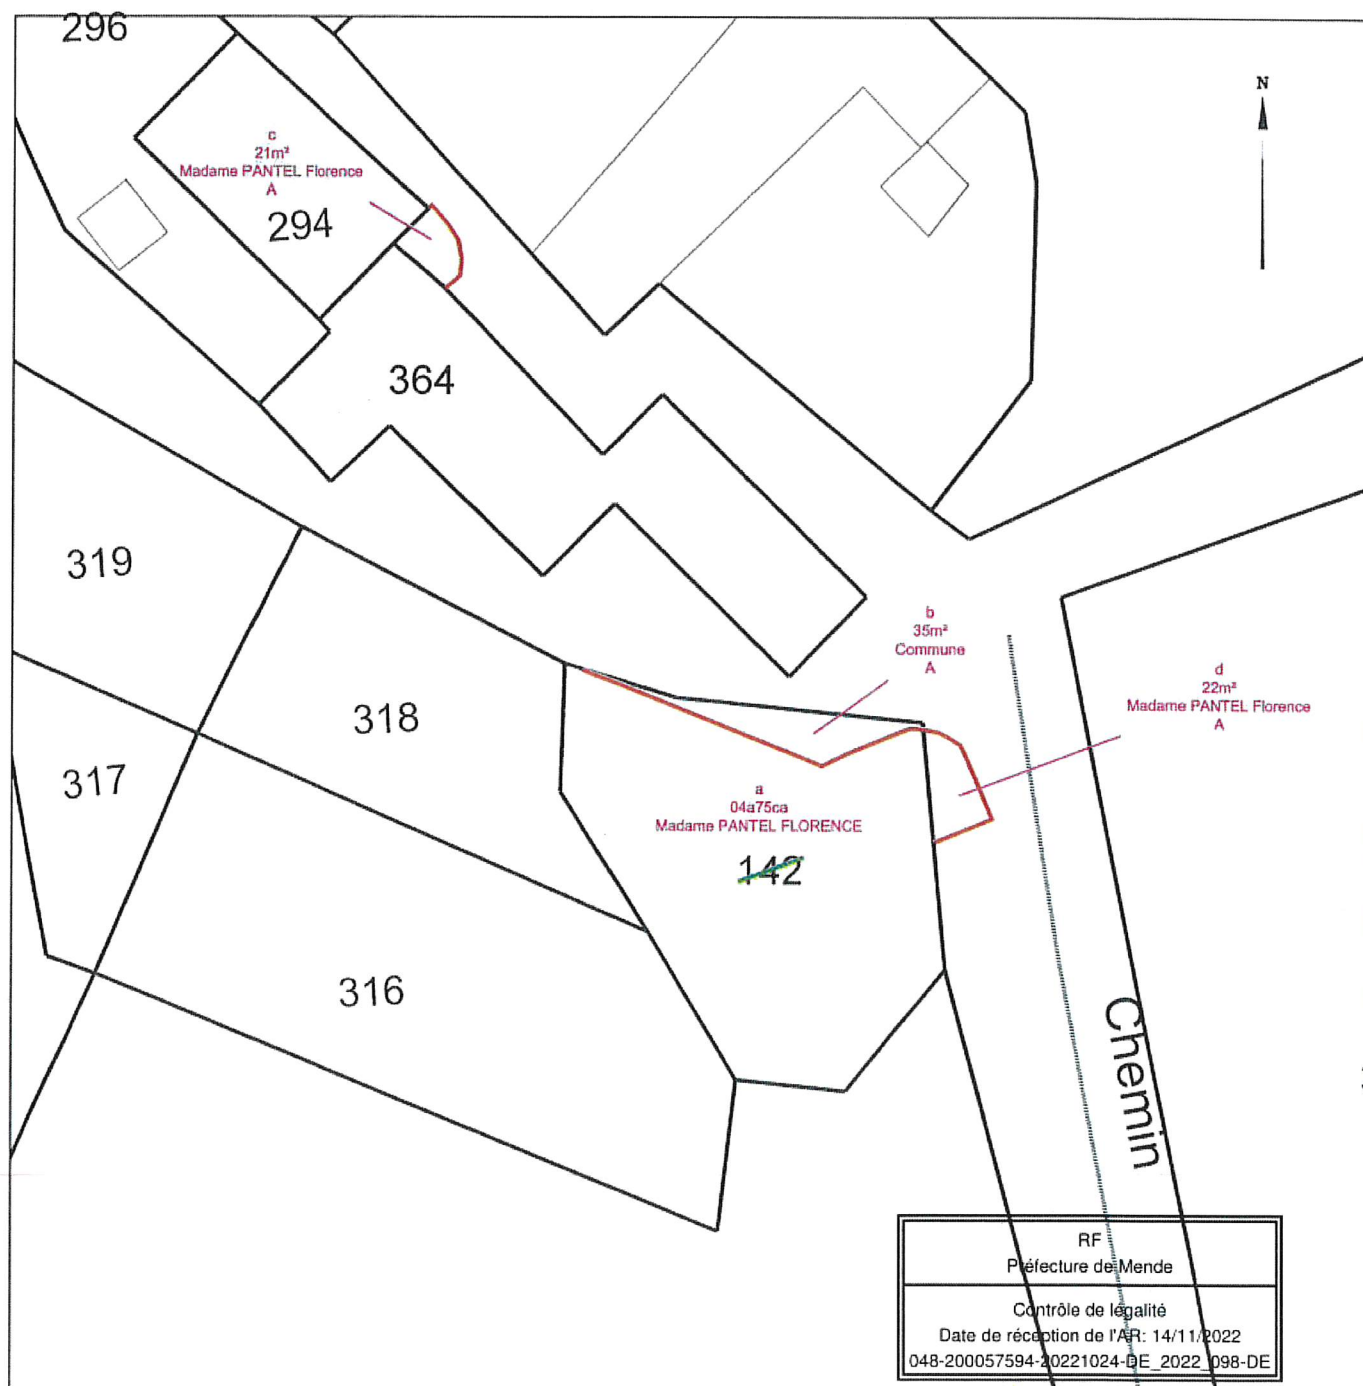 296
N
c
21m²
Madame PANTEL Florence
A
294
364
319
b
35m²
Commune
A
d
22m²
Madame PANTEL Florence
A
318
317
a
04a75ca
Madame PANTEL FLORENCE
142
316
Chemin
RF
Préfecture de Mende
Contrôle de légalité
Date de réception de l'AR: 14/11/2022
048-200057594-20221024-DE_2022_098-DE